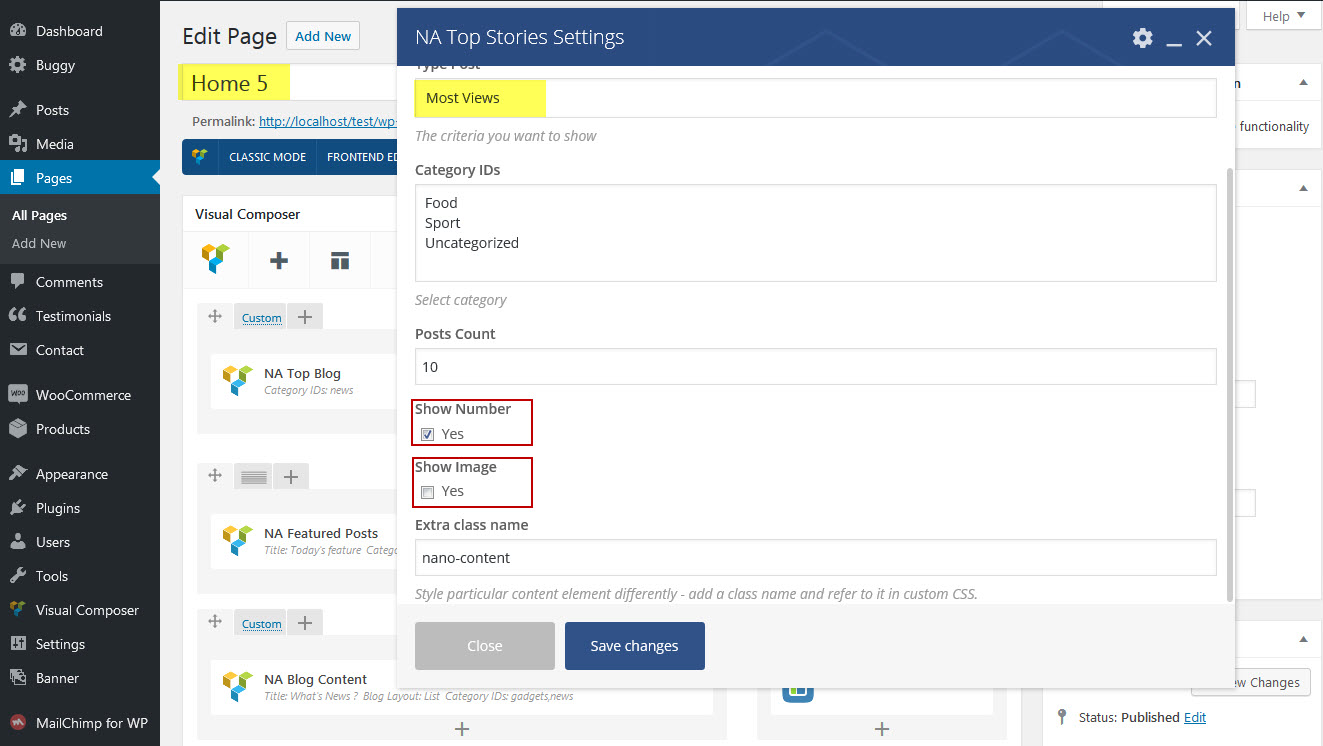 Dashboard
Buggy
Posts
Media
Pages
All Pages
Add New
Comments
Testimonials
Contact
WooCommerce
Products
Appearance
Plugins
Users
Tools
Visual Composer
Settings
Banner
MailChimp for WP
Edit Page
Add New
Help
Home 5
Permalink: http://localhost/test/wp-
CLASSIC MODE
FRONTEND ED
Visual Composer
Custom
NA Top Blog
Category IDs: news
NA Featured Posts
Title: Today's feature Catego
Custom
NA Blog Content
Title: What's News ? Blog Layout: List Category IDs: gadgets,news
NA Top Stories Settings
Type Post
Most Views
The criteria you want to show
Category IDs
Food
Sport
Uncategorized
Select category
Posts Count
10
Show Number
Yes
Show Image
Yes
Extra class name
nano-content
Style particular content element differently - add a class name and refer to it in custom CSS.
Close
Save changes
n
functionality
ew Changes
Status: Published Edit